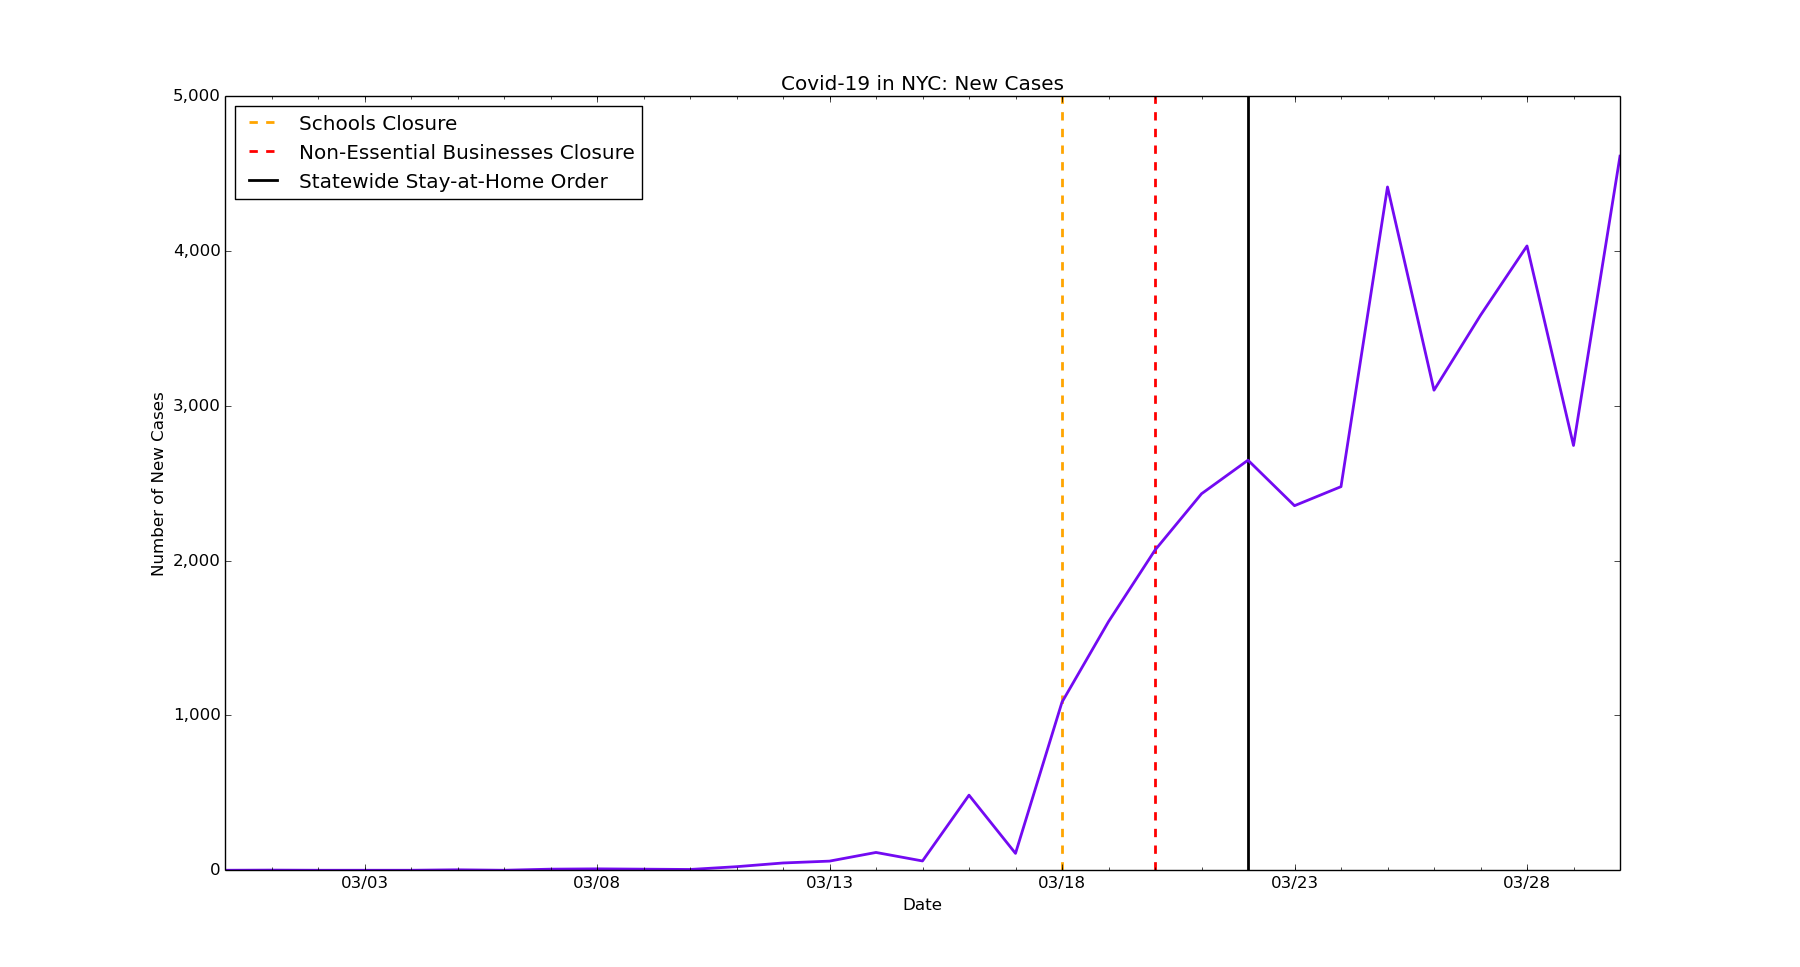 Covid-19 in NYC: New Cases
5,000
4,000
3,000
2,000
1,000
0
Number of New Cases
Schools Closure
Non-Essential Businesses Closure
Statewide Stay-at-Home Order
03/03 03/08 03/13 03/18 03/23 03/28
Date